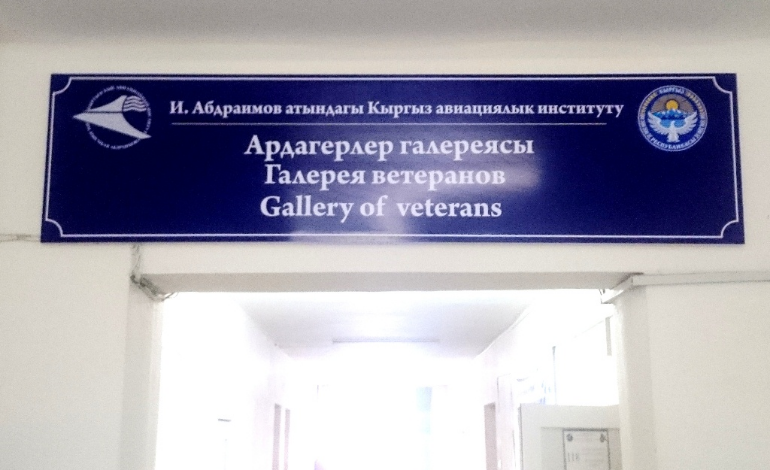 И. Абдраимов атындагы Кыргыз авиациялык институту
Ардагерлер галереясы
Галерея ветеранов
Gallery of veterans